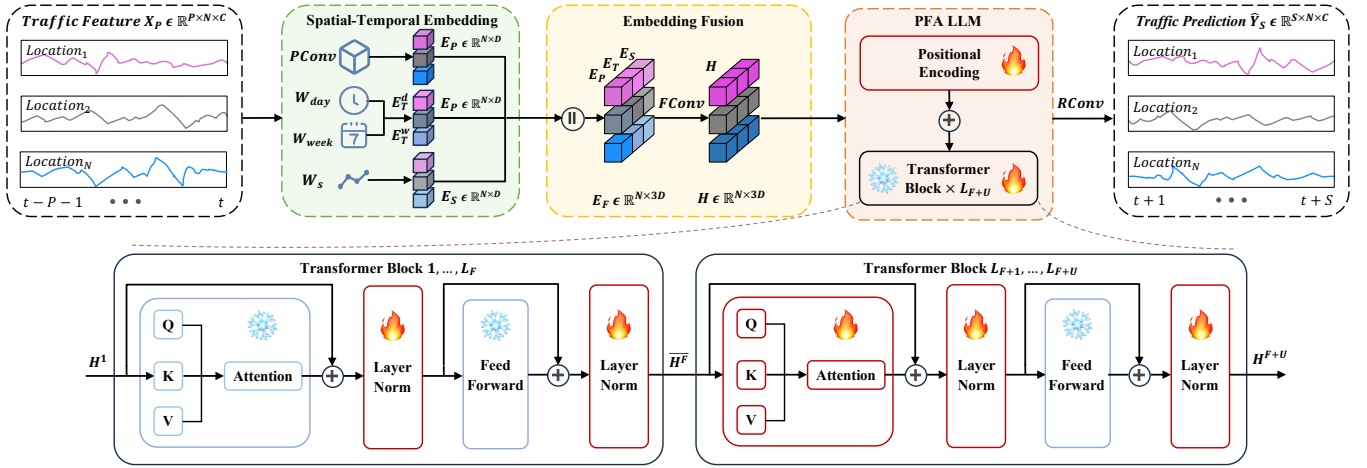 Traffic Feature X_P ϵ ℝ^{P×N×C}
Location_1
Location_2
Location_N
t − P − 1 • • • t
Spatial-Temporal Embedding
PConv
E_P ϵ ℝ^{N×D}
W_day
E_T^d
E_P ϵ ℝ^{N×D}
W_week
7
E_T^w
W_s
E_S ϵ ℝ^{N×D}
Embedding Fusion
E_S
E_T
E_P
H
FConv
E_F ϵ ℝ^{N×3D}
H ϵ ℝ^{N×3D}
PFA LLM
Positional
Encoding
Transformer
Block × L_{F+U}
RConv
Traffic Prediction Ŷ_S ϵ ℝ^{S×N×C}
Location_1
Location_2
Location_N
t + 1 • • • t + S
Transformer Block 1, … , L_F
H^1
Q
K
V
Attention
Layer
Norm
Feed
Forward
Layer
Norm
\overline{H^F}
Transformer Block L_{F+1}, … , L_{F+U}
Q
K
V
Attention
Layer
Norm
Feed
Forward
Layer
Norm
H^{F+U}